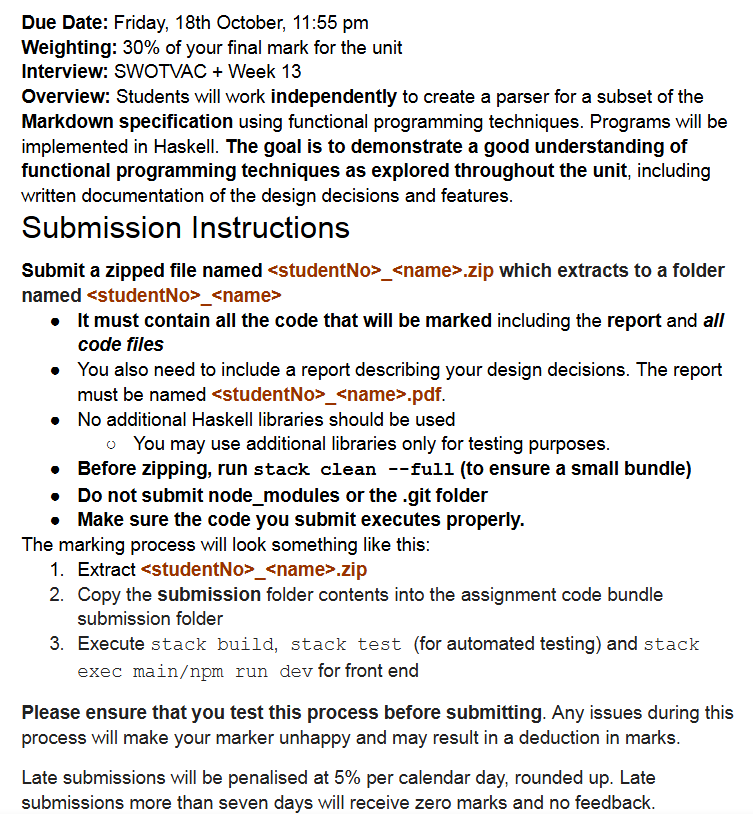 Due Date: Friday, 18th October, 11:55 pm
Weighting: 30% of your final mark for the unit
Interview: SWOTVAC + Week 13
Overview: Students will work independently to create a parser for a subset of the
Markdown specification using functional programming techniques. Programs will be
implemented in Haskell. The goal is to demonstrate a good understanding of
functional programming techniques as explored throughout the unit, including
written documentation of the design decisions and features.
Submission Instructions
Submit a zipped file named <studentNo>_<name>.zip which extracts to a folder
named <studentNo>_<name>
● It must contain all the code that will be marked including the report and all
code files
● You also need to include a report describing your design decisions. The report
must be named <studentNo>_<name>.pdf.
● No additional Haskell libraries should be used
○ You may use additional libraries only for testing purposes.
● Before zipping, run stack clean --full (to ensure a small bundle)
● Do not submit node_modules or the .git folder
● Make sure the code you submit executes properly.
The marking process will look something like this:
1. Extract <studentNo>_<name>.zip
2. Copy the submission folder contents into the assignment code bundle
submission folder
3. Execute stack build, stack test (for automated testing) and stack
exec main/npm run dev for front end
Please ensure that you test this process before submitting. Any issues during this
process will make your marker unhappy and may result in a deduction in marks.
Late submissions will be penalised at 5% per calendar day, rounded up. Late
submissions more than seven days will receive zero marks and no feedback.